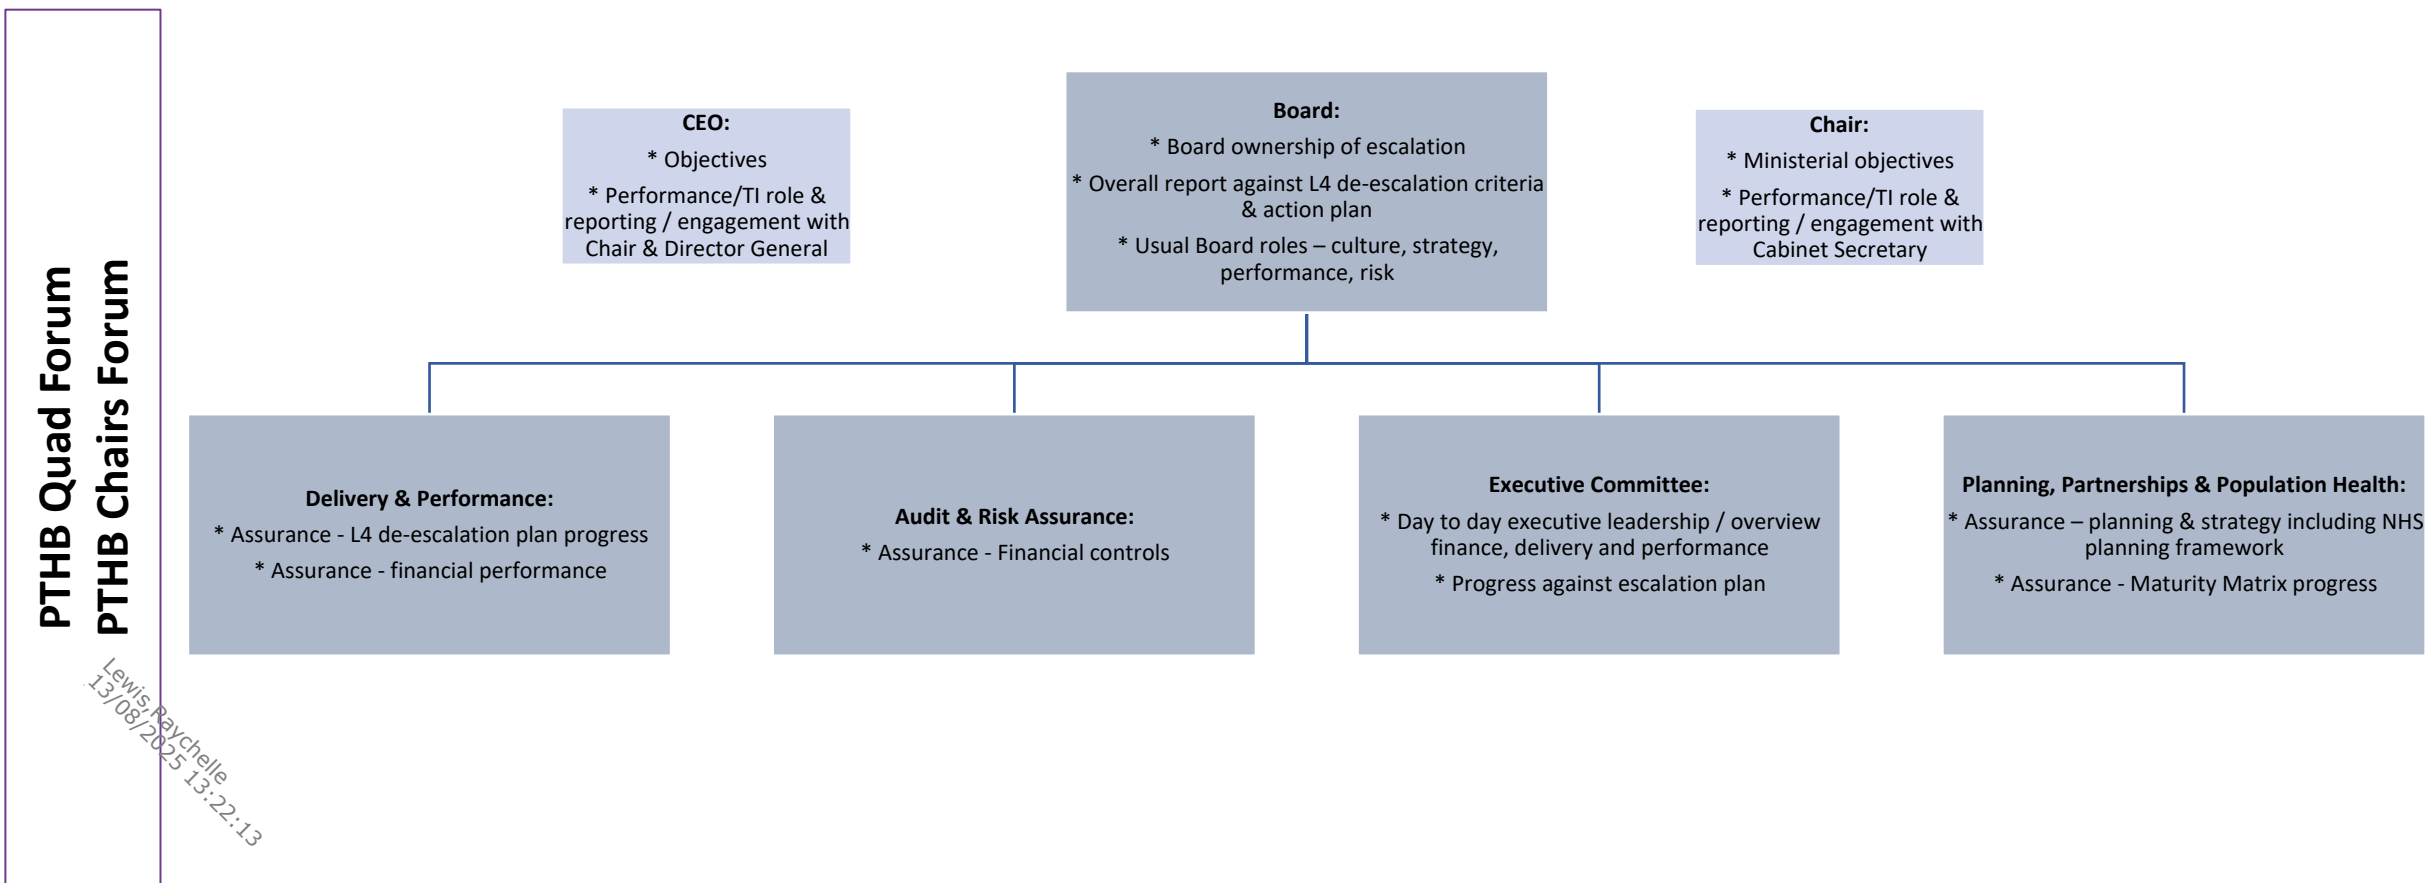 PTHB Quad Forum
PTHB Chairs Forum
CEO:
* Objectives
* Performance/TI role &
reporting / engagement with
Chair & Director General
Board:
* Board ownership of escalation
* Overall report against L4 de-escalation criteria
& action plan
* Usual Board roles – culture, strategy,
performance, risk
Chair:
* Ministerial objectives
* Performance/TI role &
reporting / engagement with
Cabinet Secretary
Delivery & Performance:
* Assurance - L4 de-escalation plan progress
* Assurance - financial performance
Audit & Risk Assurance:
* Assurance - Financial controls
Executive Committee:
* Day to day executive leadership / overview
finance, delivery and performance
* Progress against escalation plan
Planning, Partnerships & Population Health:
* Assurance – planning & strategy including NHS
planning framework
* Assurance - Maturity Matrix progress
Lewis,Raychelle
13/08/2025 13:22:13